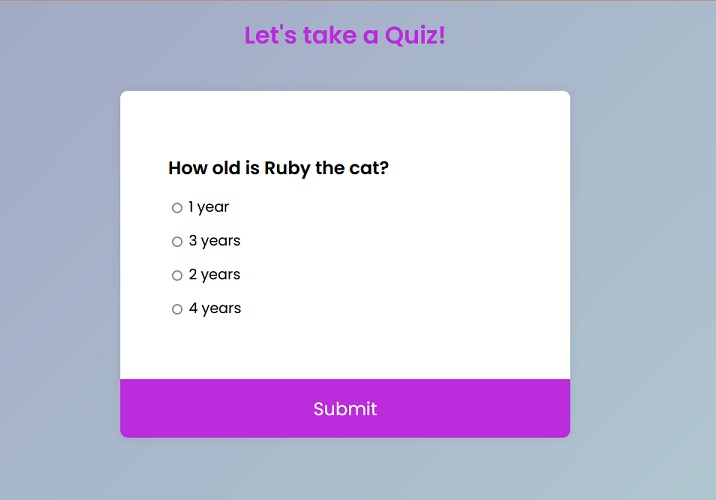 Let's take a Quiz!
How old is Ruby the cat?
1 year
3 years
2 years
4 years
Submit